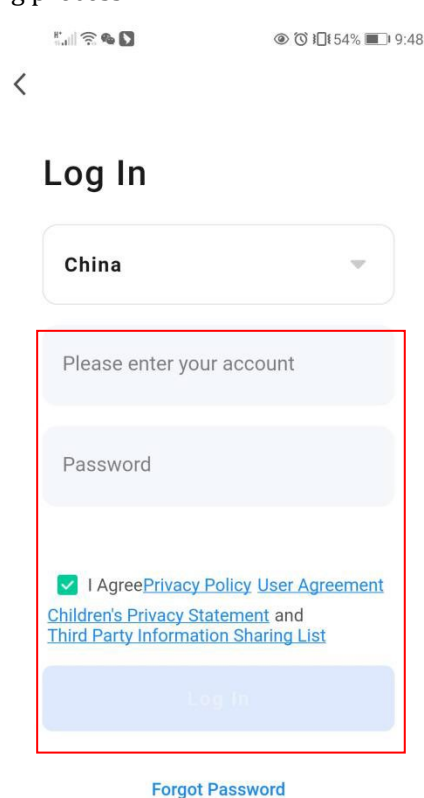 g process
54% 9:48
Log In
China
Please enter your account
Password
I AgreePrivacy Policy User Agreement
Children's Privacy Statement and
Third Party Information Sharing List
Log In
Forgot Password